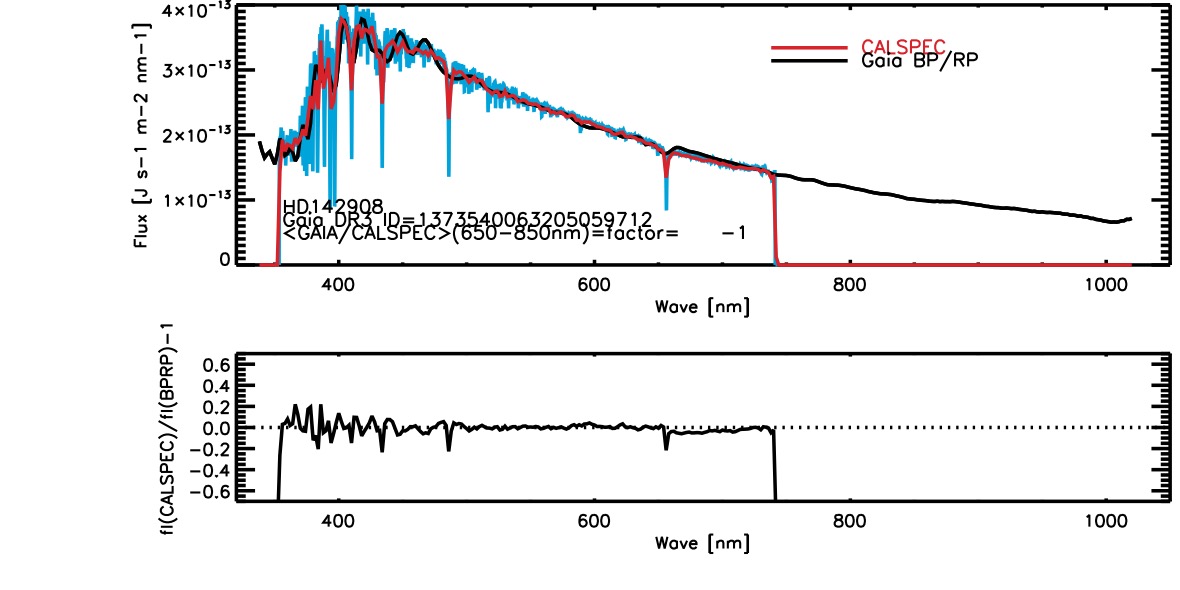 4×10−13
3×10−13
2×10−13
1×10−13
0
Flux [J s−1 m−2 nm−1]
CALSPEC
Gaia BP/RP
HD142908
Gaia DR3 ID=1373540063205059712
<GAIA/CALSPEC>(650−850nm)=factor= −1
400 600 800 1000
Wave [nm]
fl(CALSPEC)/fl(BPRP)−1
0.6
0.4
0.2
0.0
−0.2
−0.4
−0.6
400 600 800 1000
Wave [nm]